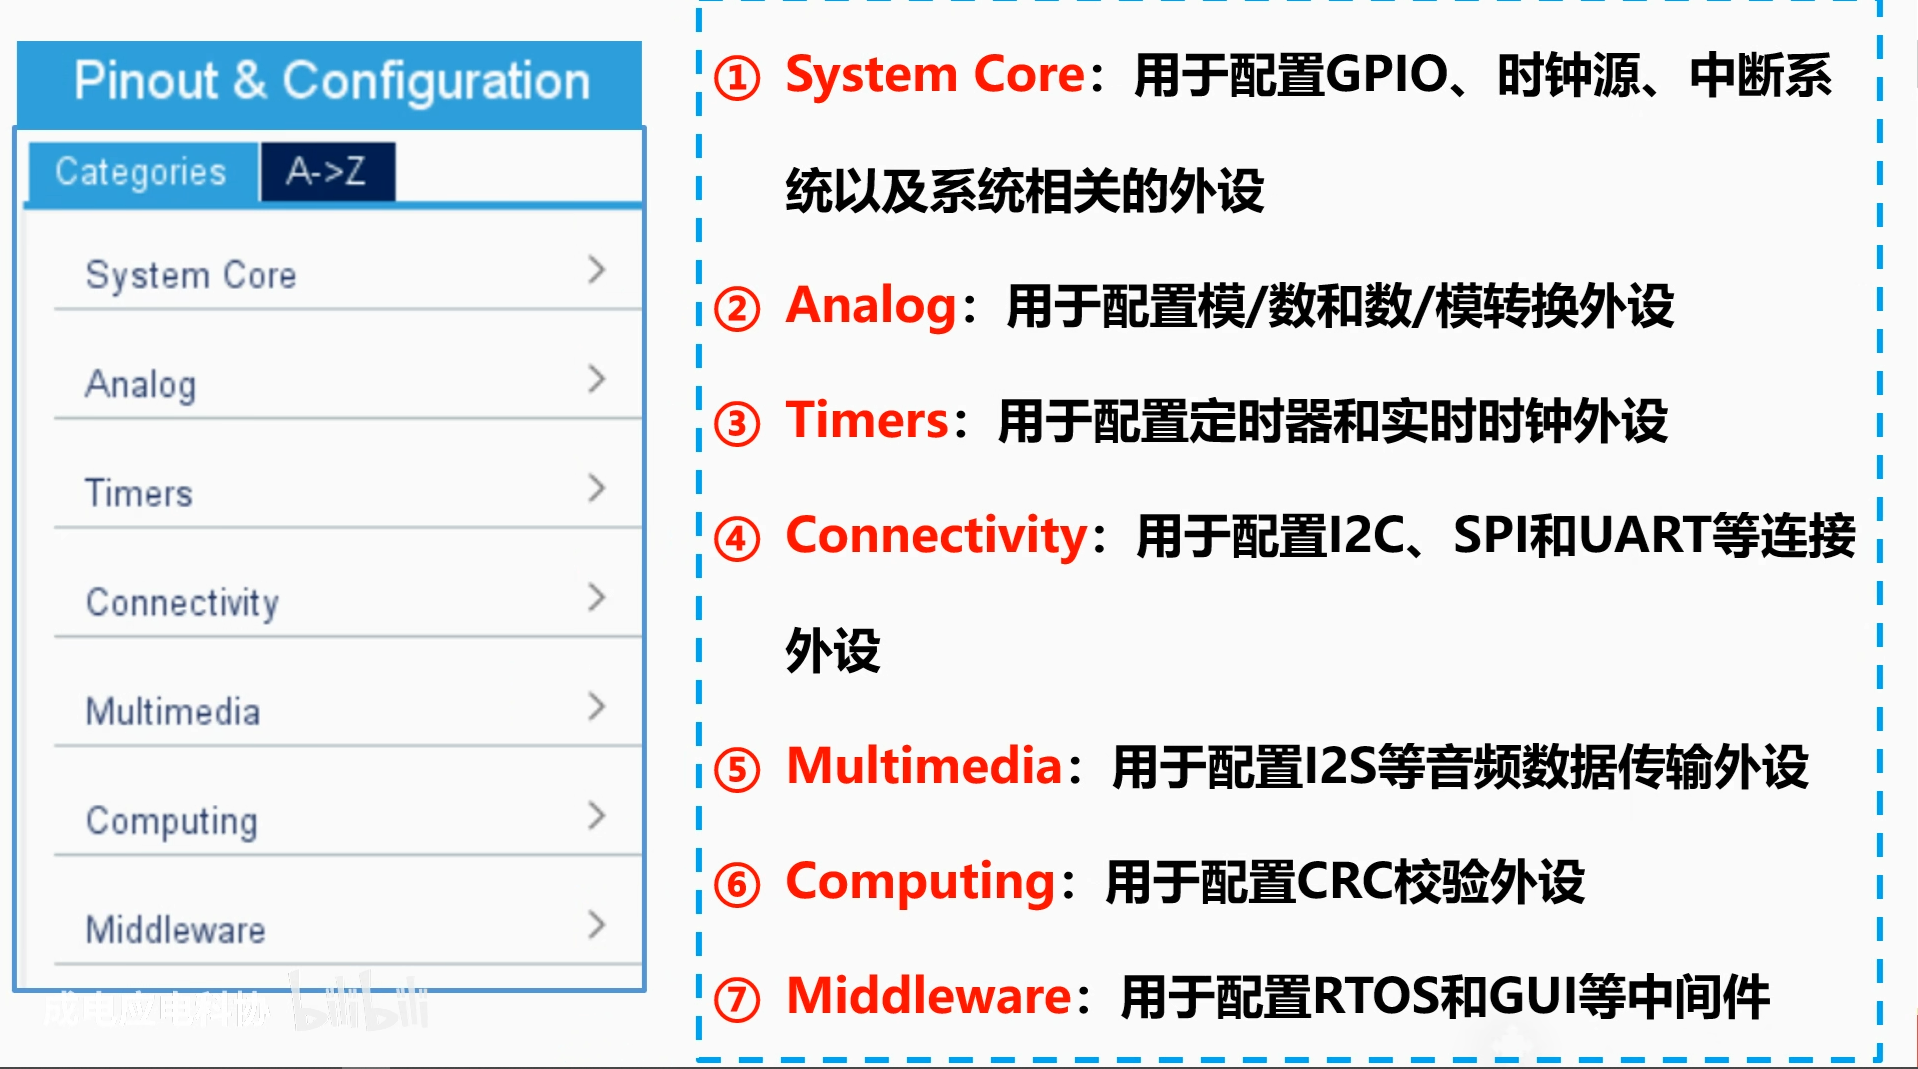 Pinout & Configuration
Categories
A->Z
System Core
Analog
Timers
Connectivity
Multimedia
Computing
Middleware
① System Core：用于配置GPIO、时钟源、中断系
统以及系统相关的外设
② Analog：用于配置模/数和数/模转换外设
③ Timers：用于配置定时器和实时时钟外设
④ Connectivity：用于配置I2C、SPI和UART等连接
外设
⑤ Multimedia：用于配置I2S等音频数据传输外设
⑥ Computing：用于配置CRC校验外设
⑦ Middleware：用于配置RTOS和GUI等中间件
成电应电科协 bilibili